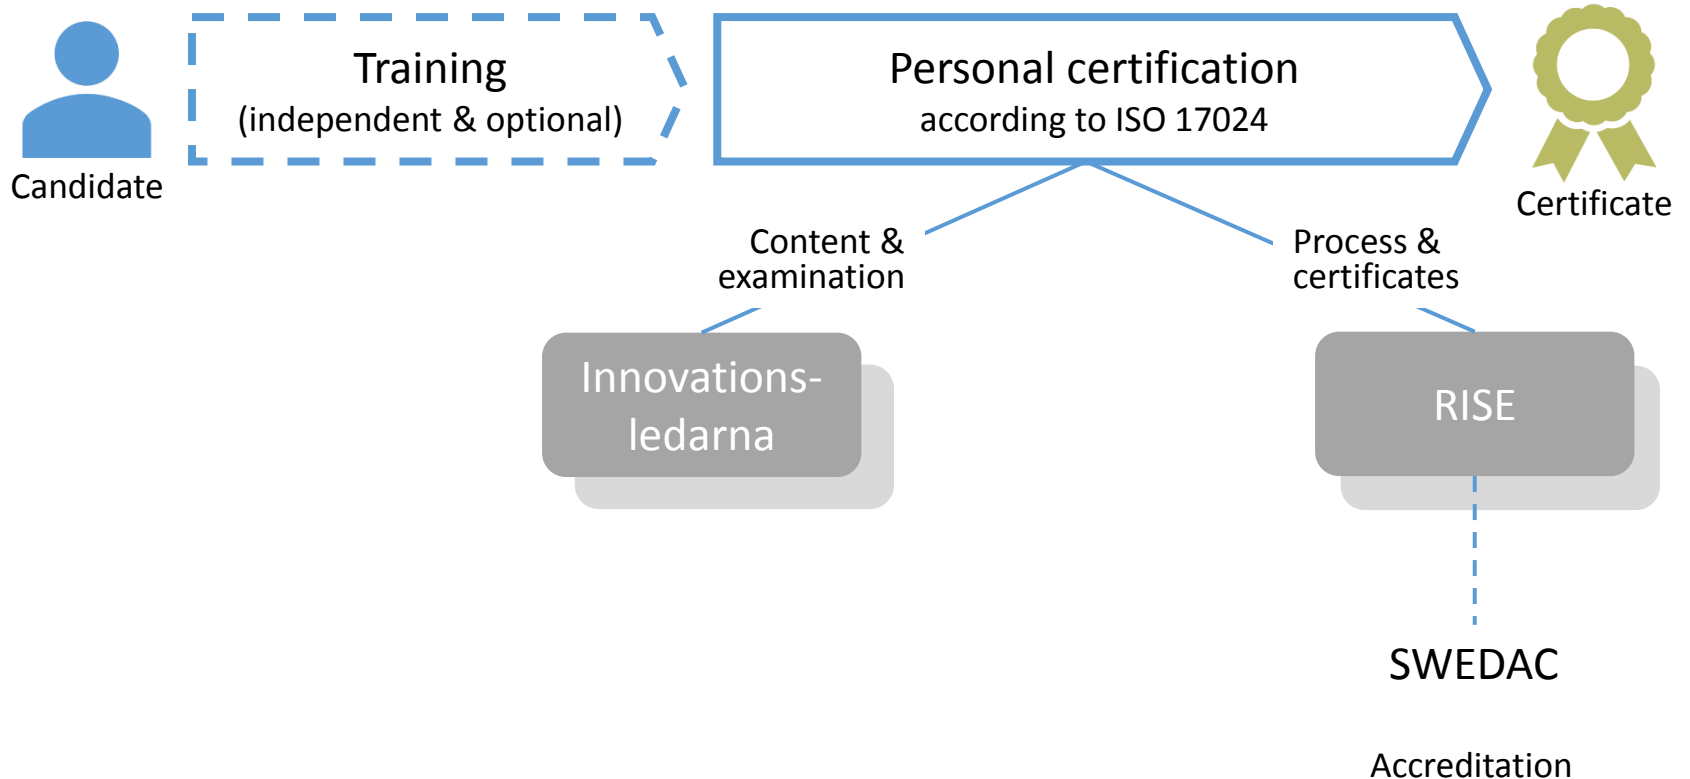 Training
(independent & optional)
Personal certification
according to ISO 17024
Candidate
Certificate
Content &
examination
Process &
certificates
Innovations-
ledarna
RISE
SWEDAC
Accreditation